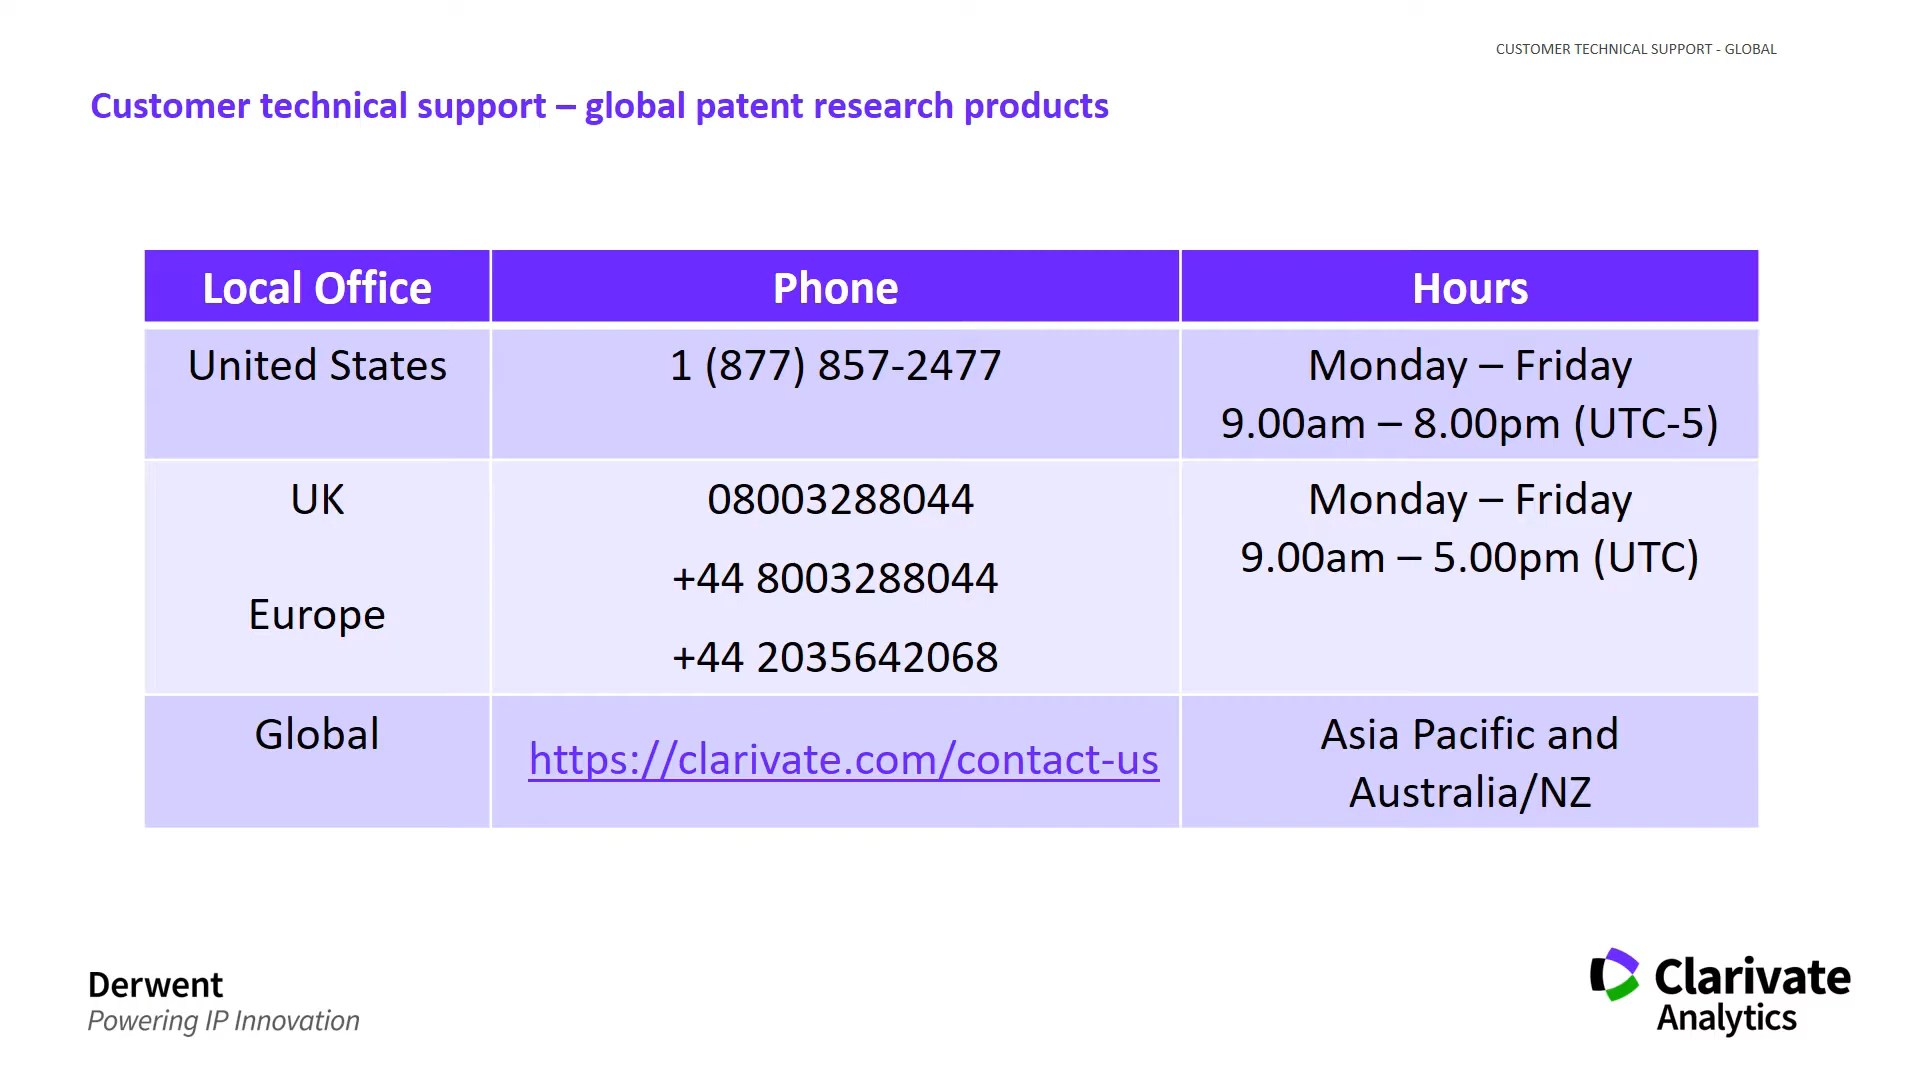 CUSTOMER TECHNICAL SUPPORT - GLOBAL
Customer technical support – global patent research products
Local Office Phone Hours
United States 1 (877) 857-2477 Monday – Friday
9.00am – 8.00pm (UTC-5)
UK 08003288044 Monday – Friday
9.00am – 5.00pm (UTC)
+44 8003288044
Europe
+44 2035642068
Global https://clarivate.com/contact-us Asia Pacific and
Australia/NZ
Derwent
Powering IP Innovation
Clarivate
Analytics